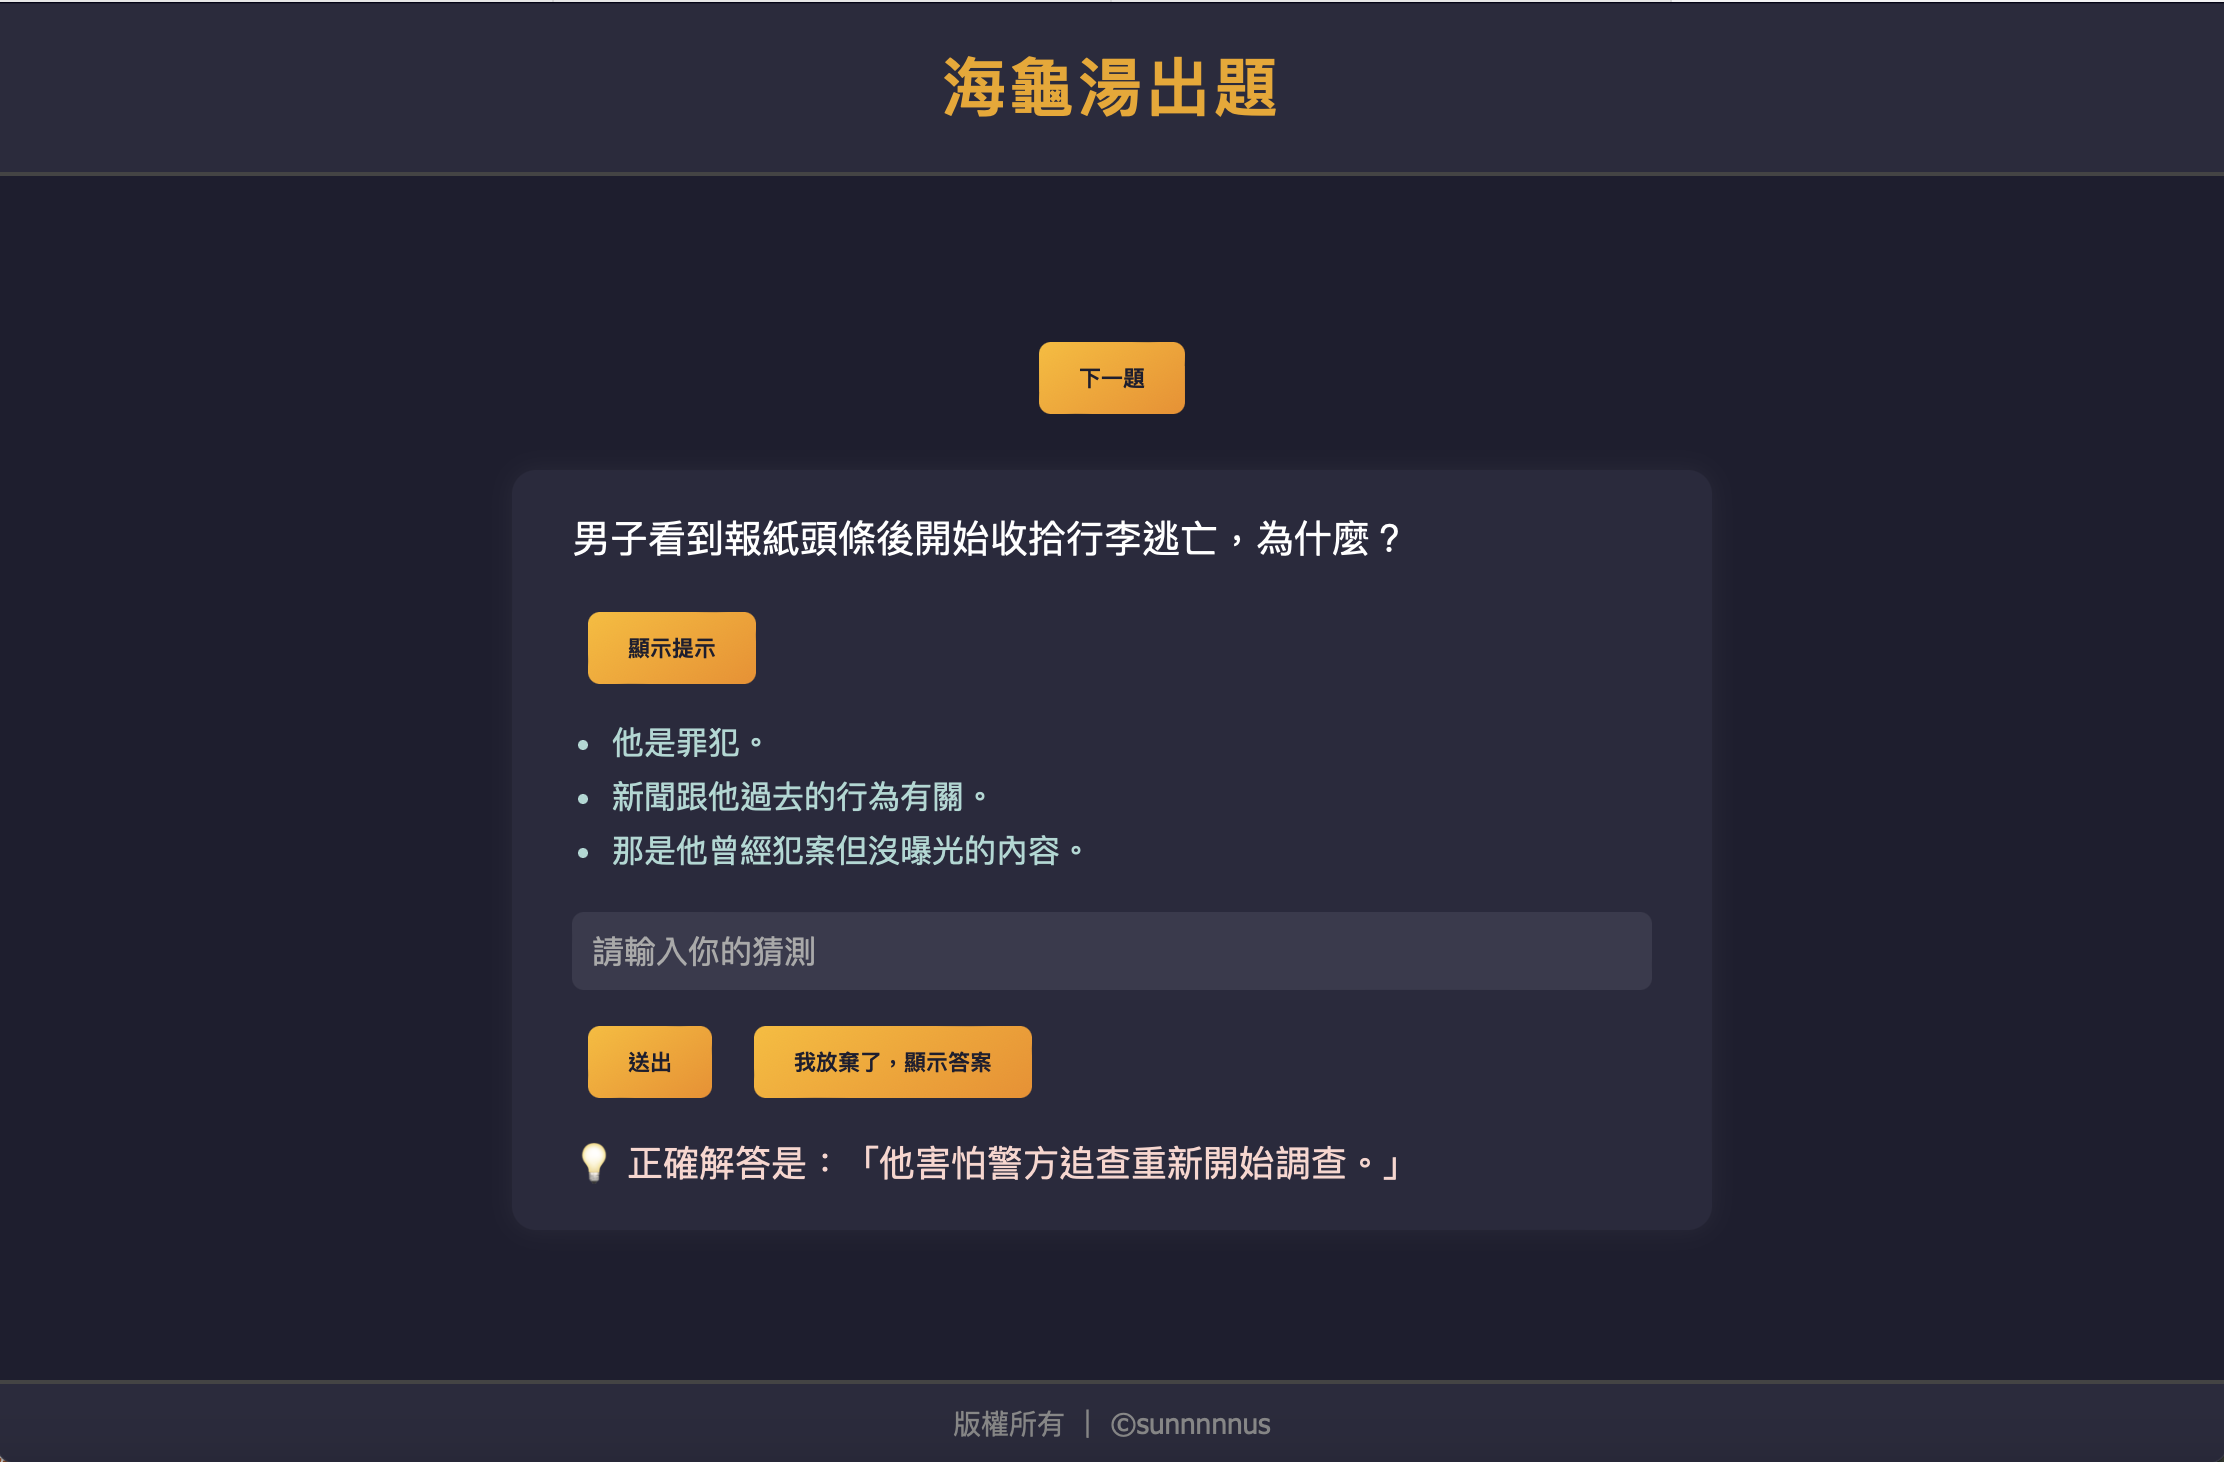 海龜湯出題
下一題
男子看到報紙頭條後開始收拾行李逃亡，為什麼？
顯示提示
• 他是罪犯。
• 新聞跟他過去的行為有關。
• 那是他曾經犯案但沒曝光的內容。
請輸入你的猜測
送出 我放棄了，顯示答案
💡 正確解答是：「他害怕警方追查重新開始調查。」
版權所有 ｜ ©sunnnnnus